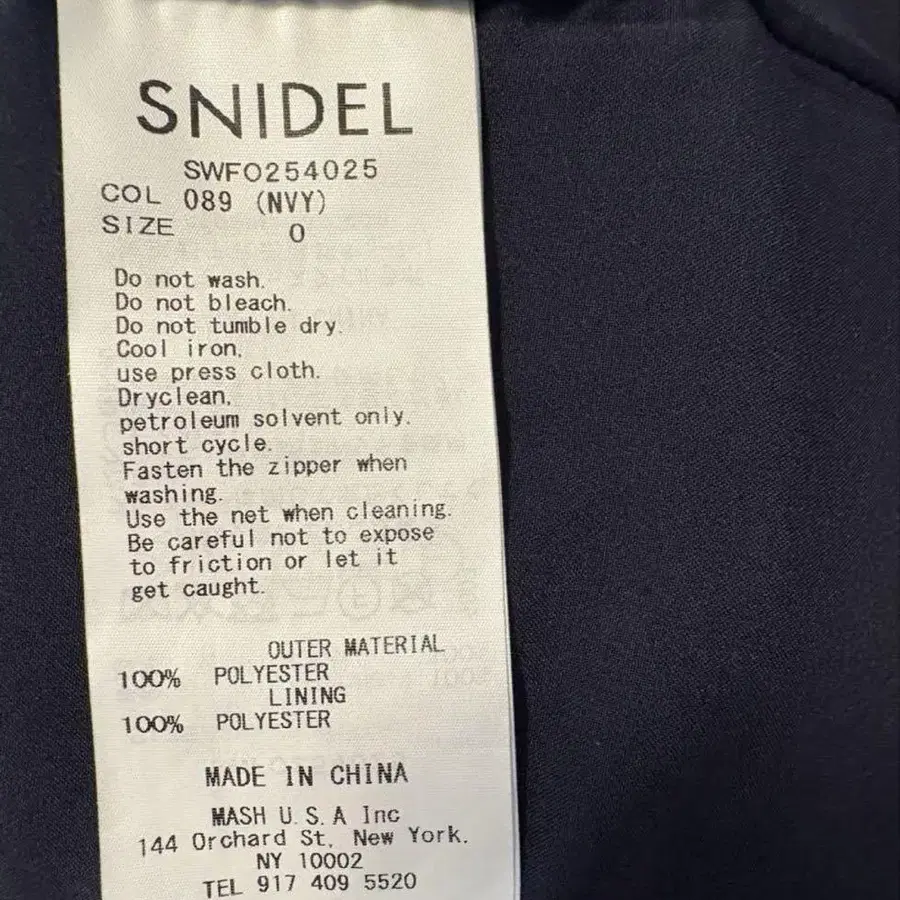 SNIDEL
SWFO254025
COL 089 (NVY)
SIZE 0
Do not wash.
Do not bleach.
Do not tumble dry.
Cool iron.
use press cloth.
Dryclean.
petroleum solvent only.
short cycle.
Fasten the zipper when
washing.
Use the net when cleaning.
Be careful not to expose
to friction or let it
get caught.
OUTER MATERIAL
100% POLYESTER
LINING
100% POLYESTER
MADE IN CHINA
MASH U.S.A Inc
144 Orchard St, New York.
NY 10002
TEL 917 409 5520